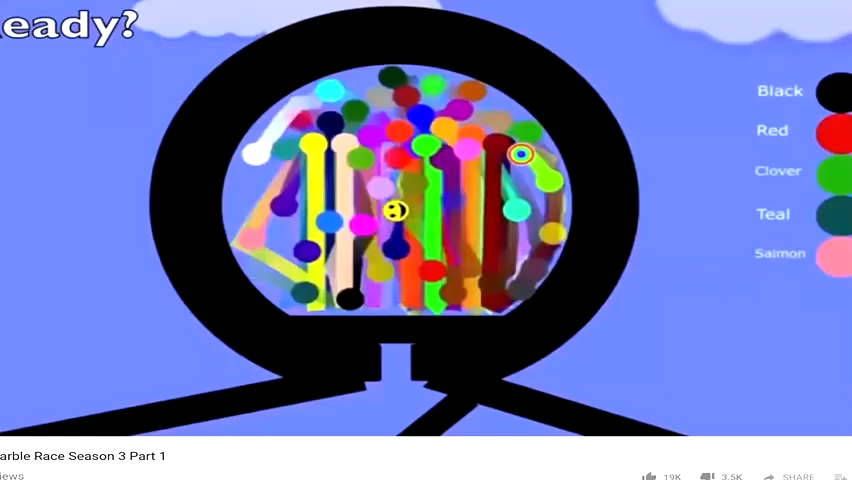 eady?
Black
Red
Clover
Teal
Salmon
arble Race Season 3 Part 1
iews
19K 3.5K SHARE